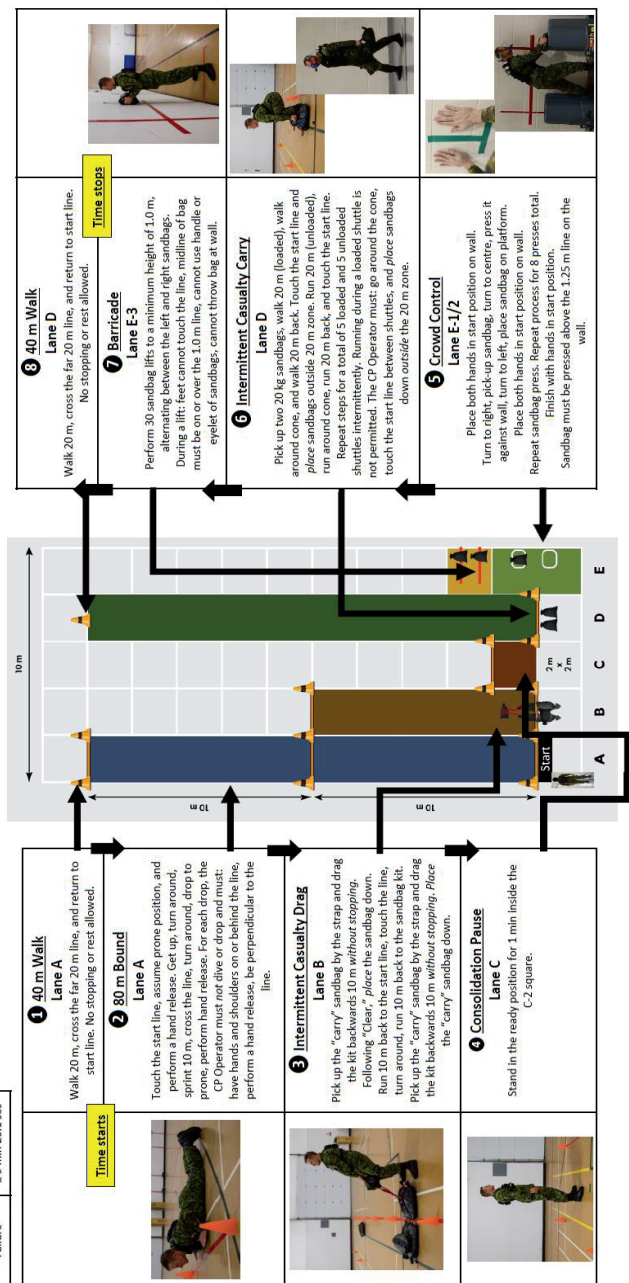 Time starts
❶ 40 m Walk
Lane A
Walk 20 m, cross the far 20 m line, and return to
start line. No stopping or rest allowed.
❷ 80 m Bound
Lane A
Touch the start line, assume prone position, and
perform a hand release. Get up, turn around,
sprint 10 m, cross the line, turn around, drop to
prone, perform hand release. For each drop, the
CP Operator must not dive or drop and must:
have hands and shoulders on or behind the line,
perform a hand release, be perpendicular to the
line.
❸ Intermittent Casualty Drag
Lane B
Pick up the "carry" sandbag by the strap and drag
the kit backwards 10 m without stopping.
Following "Clear," place the sandbag down.
Run 10 m back to the start line, touch the line,
turn around, run 10 m back to the sandbag kit.
Pick up the "carry" sandbag by the strap and drag
the kit backwards 10 m without stopping. Place
the "carry" sandbag down.
❹ Consolidation Pause
Lane C
Stand in the ready position for 1 min inside the
C-2 square.
10 m
10 m
10 m
Start
2 m
x
2 m
A
B
C
D
E
❽ 40 m Walk
Lane D
Walk 20 m, cross the far 20 m line, and return to start line.
No stopping or rest allowed.
Time stops
❼ Barricade
Lane E-3
Perform 30 sandbag lifts to a minimum height of 1.0 m,
alternating between the left and right sandbags.
During a lift: feet cannot touch the line, midline of bag
must be on or over the 1.0 m line, cannot use handle or
eyelet of sandbags, cannot throw bag at wall.
❻ Intermittent Casualty Carry
Lane D
Pick up two 20 kg sandbags, walk 20 m (loaded), walk
around cone, and walk 20 m back. Touch the start line and
place sandbags outside 20 m zone. Run 20 m (unloaded),
run around cone, run 20 m back, and touch the start line.
Repeat steps for a total of 5 loaded and 5 unloaded
shuttles intermittently. Running during a loaded shuttle is
not permitted. The CP Operator must: go around the cone,
touch the start line between shuttles, and place sandbags
down outside the 20 m zone.
❺ Crowd Control
Lane E-1/2
Place both hands in start position on wall.
Turn to right, pick-up sandbag, turn to centre, press it
against wall, turn to left, place sandbag on platform.
Place both hands in start position on wall.
Repeat sandbag press. Repeat process for 8 presses total.
Finish with hands in start position.
Sandbag must be pressed above the 1.25 m line on the
wall.